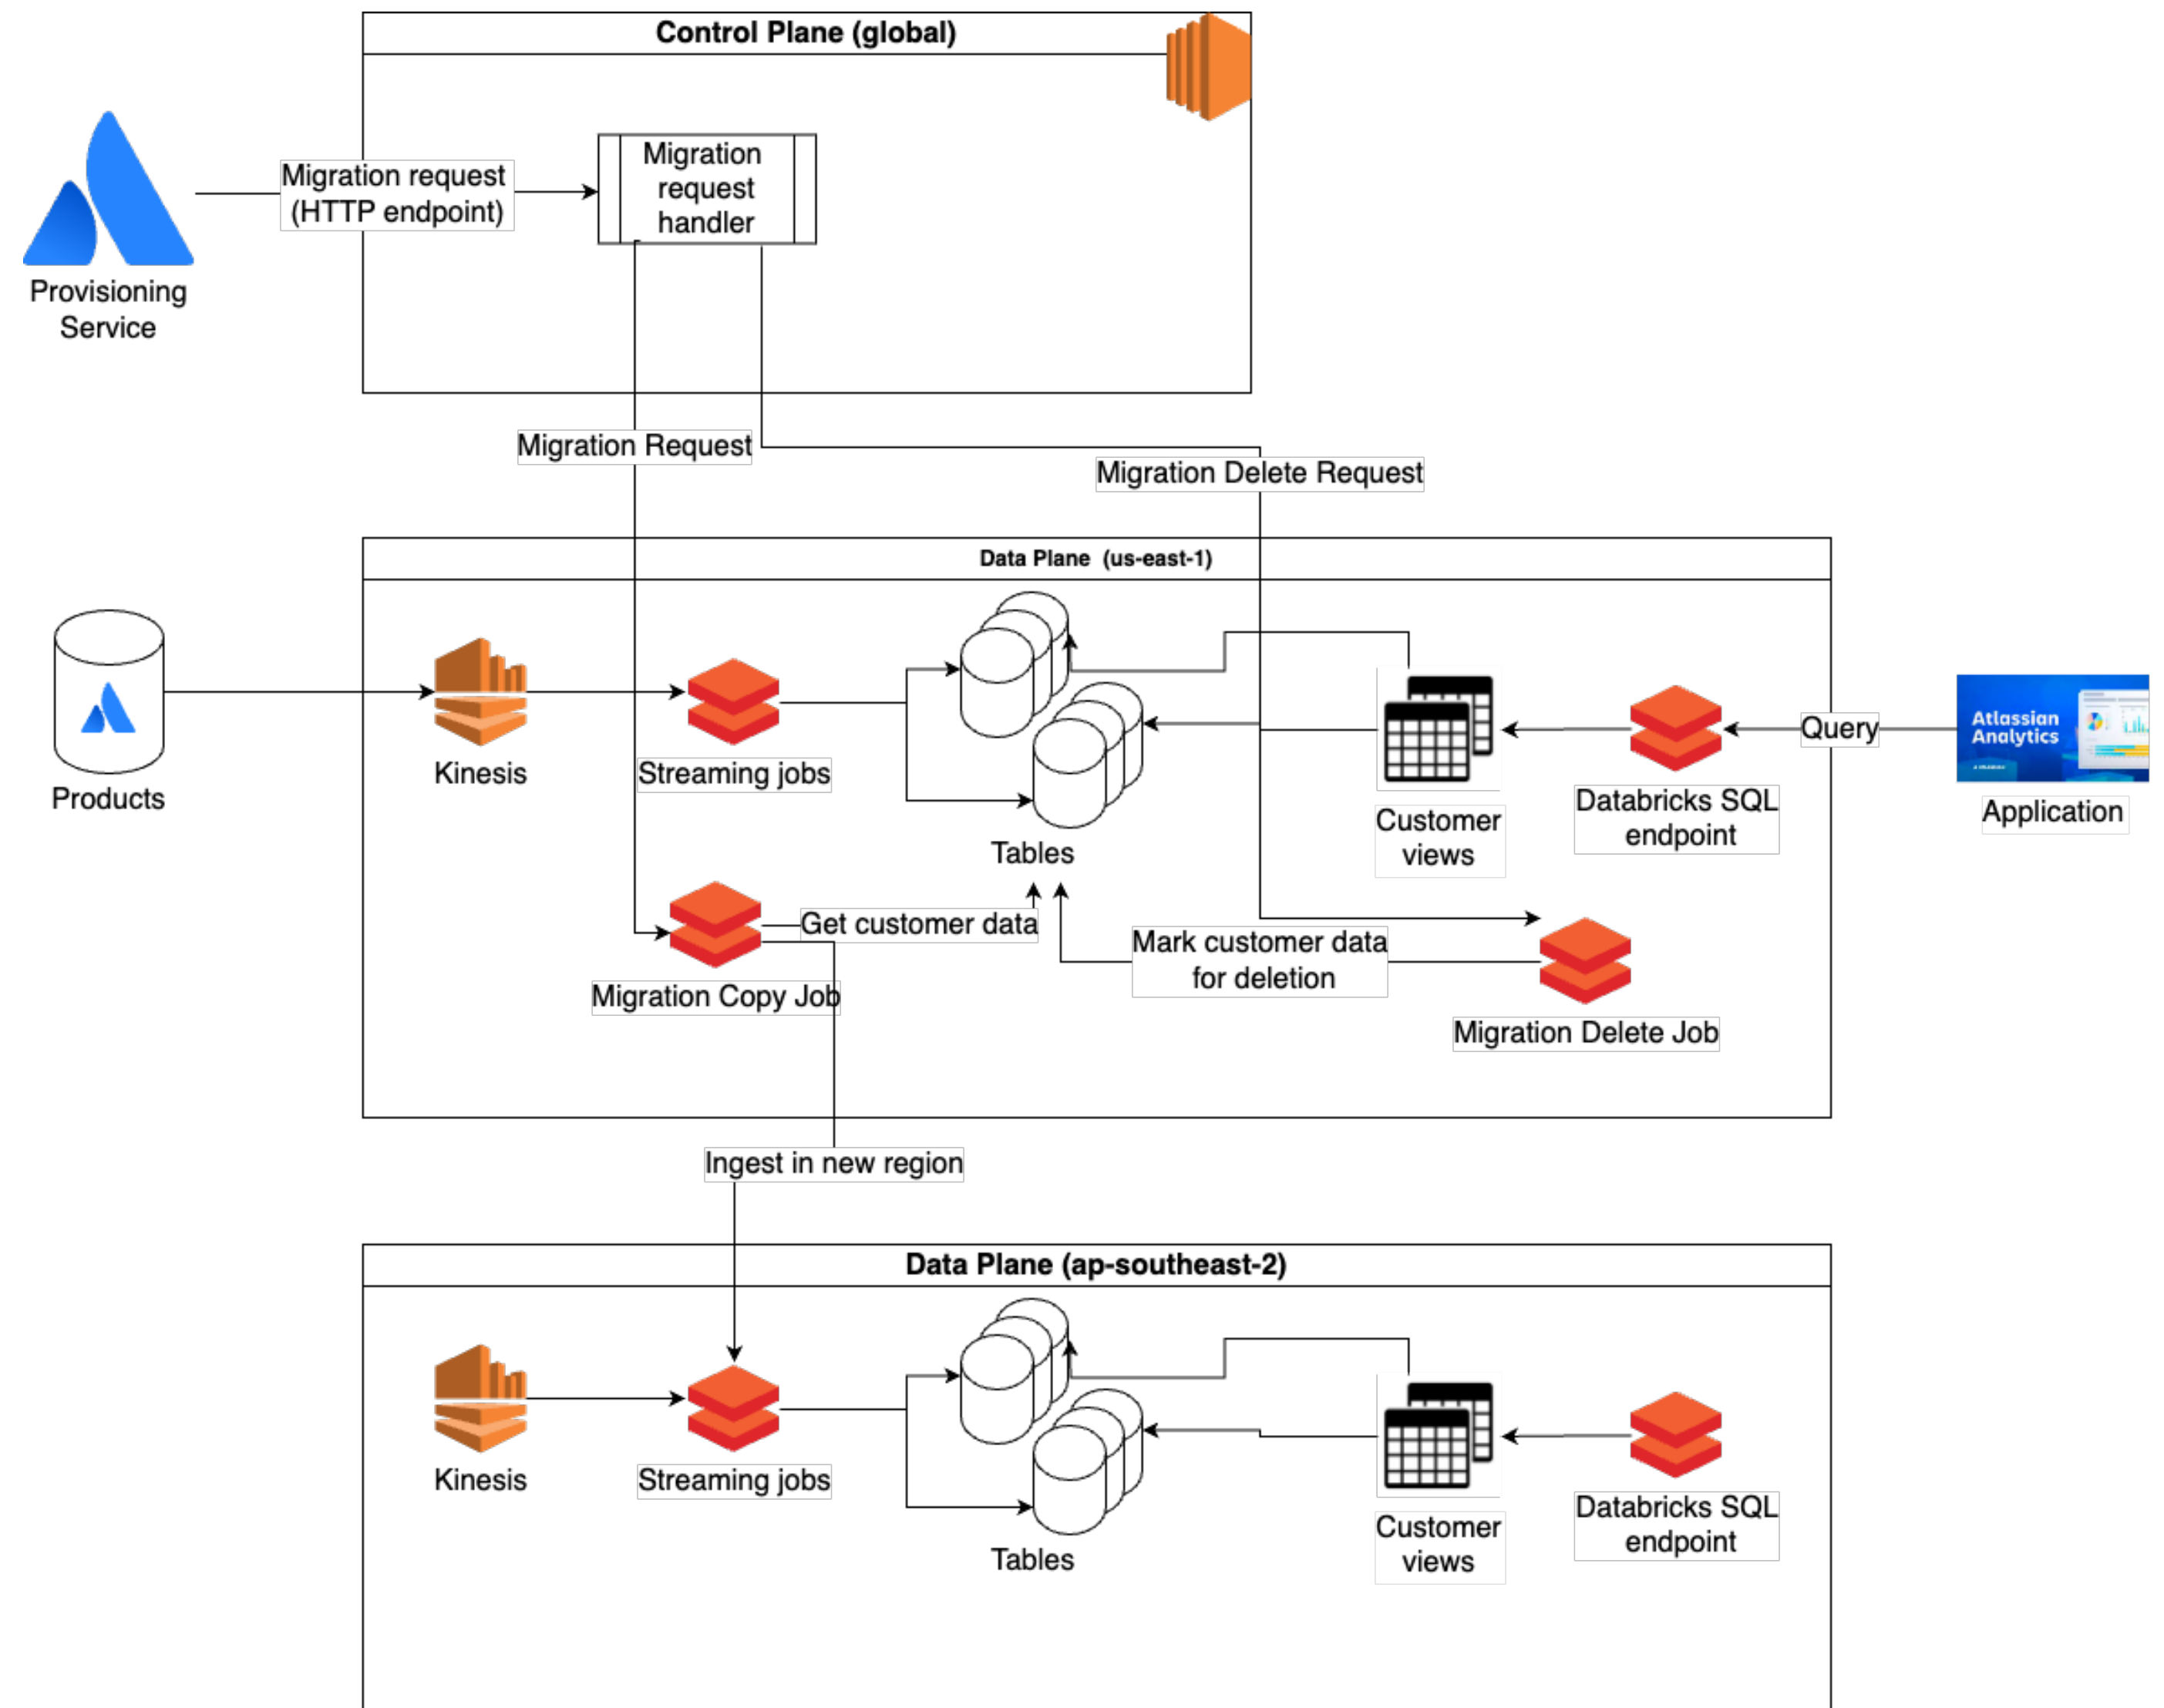 Control Plane (global)
Migration request
(HTTP endpoint)
Migration
request
handler
Provisioning
Service
Migration Request
Migration Delete Request
Data Plane  (us-east-1)
Products
Kinesis
Streaming jobs
Tables
Customer
views
Databricks SQL
endpoint
Query
Atlassian
Analytics
Application
Get customer data
Migration Copy Job
Mark customer data
for deletion
Migration Delete Job
Ingest in new region
Data Plane (ap-southeast-2)
Kinesis
Streaming jobs
Tables
Customer
views
Databricks SQL
endpoint